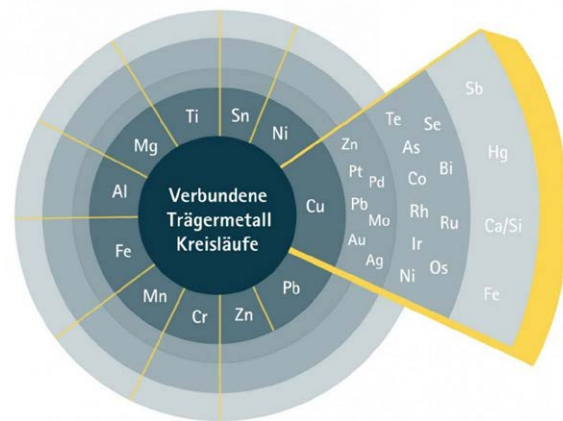 Verbundene
Trägermetall
Kreisläufe
Ti
Sn
Ni
Mg
Al
Fe
Mn
Cr
Zn
Pb
Cu
Zn
Pt
Pd
Pb
Mo
Au
Ag
Te
Se
As
Bi
Co
Rh
Ru
Ir
Os
Ni
Sb
Hg
Ca/Si
Fe